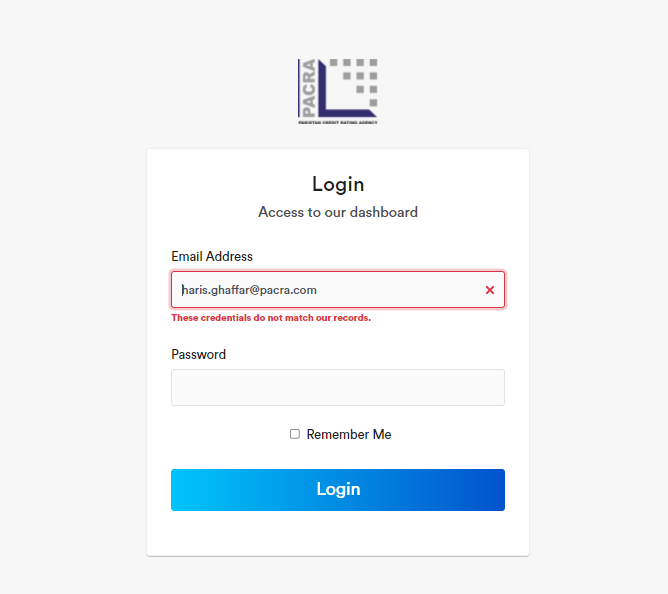 PACRA
PAKISTAN CREDIT RATING AGENCY
Login
Access to our dashboard
Email Address
haris.ghaffar@pacra.com
These credentials do not match our records.
Password
Remember Me
Login